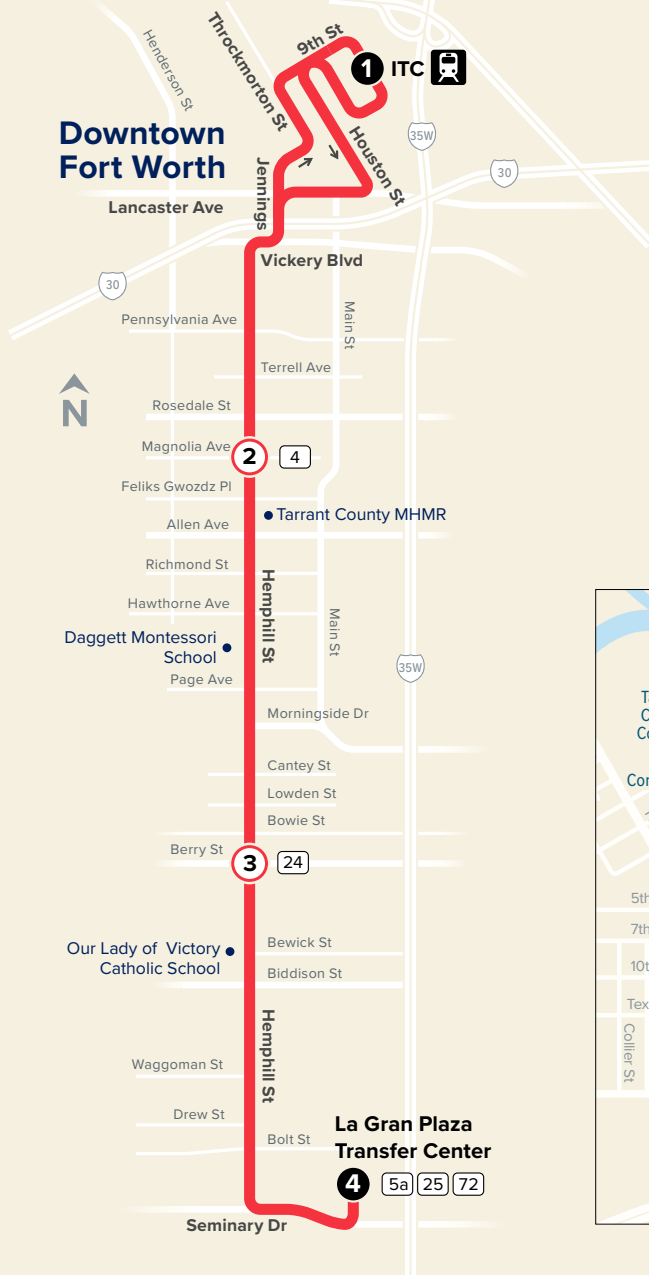 9th St
1 ITC
Throckmorton St
Henderson St
Houston St
35W
30
Downtown
Fort Worth
Jennings
Lancaster Ave
Vickery Blvd
30
Pennsylvania Ave
Main St
Terrell Ave
N
Rosedale St
Magnolia Ave
2 4
Feliks Gwozdz Pl
Tarrant County MHMR
Allen Ave
Richmond St
Hemphill St
Hawthorne Ave
Main St
Daggett Montessori
School
35W
Page Ave
Morningside Dr
Cantey St
Lowden St
Bowie St
Berry St
3 24
Bewick St
Our Lady of Victory
Catholic School
Biddison St
Hemphill St
Waggoman St
Drew St
Bolt St
La Gran Plaza
Transfer Center
4 5a 25 72
Seminary Dr
5th
7th
Collier St